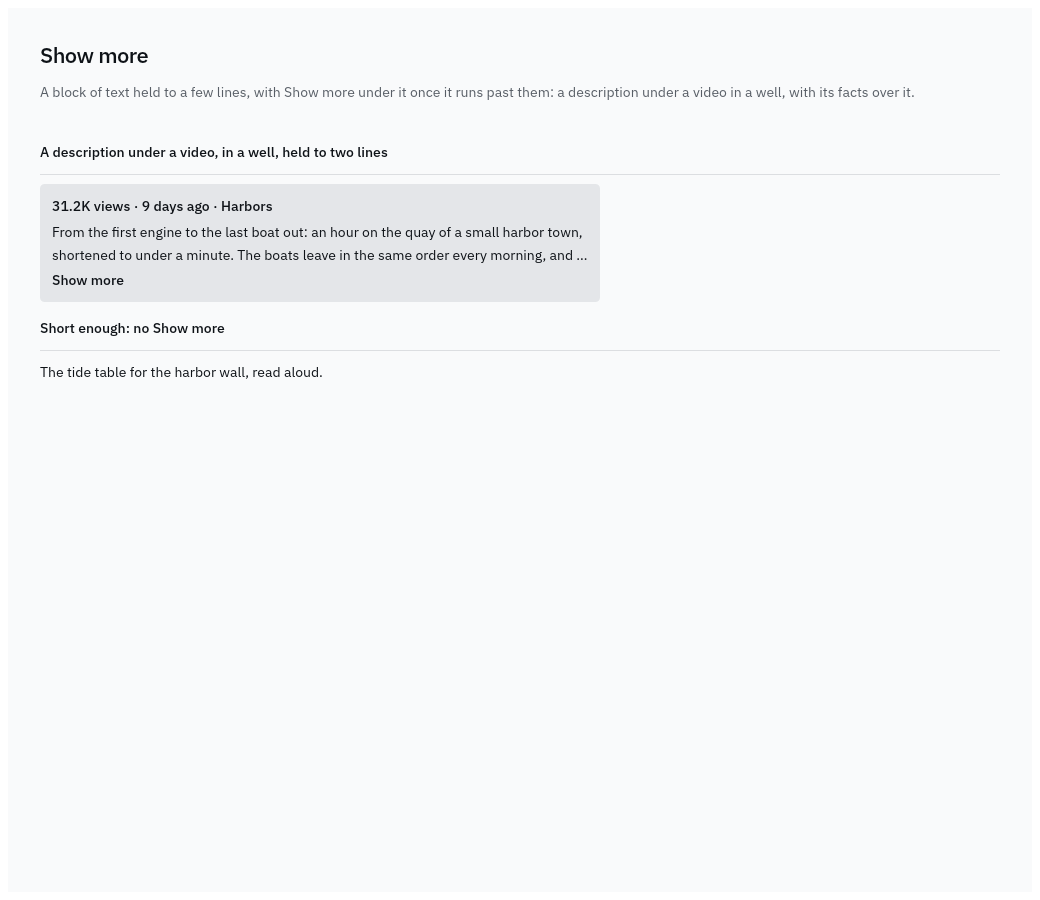 Show more
A block of text held to a few lines, with Show more under it once it runs past them: a description under a video in a well, with its facts over it.
A description under a video, in a well, held to two lines
31.2K views · 9 days ago · Harbors
From the first engine to the last boat out: an hour on the quay of a small harbor town,
shortened to under a minute. The boats leave in the same order every morning, and ...
Show more
Short enough: no Show more
The tide table for the harbor wall, read aloud.